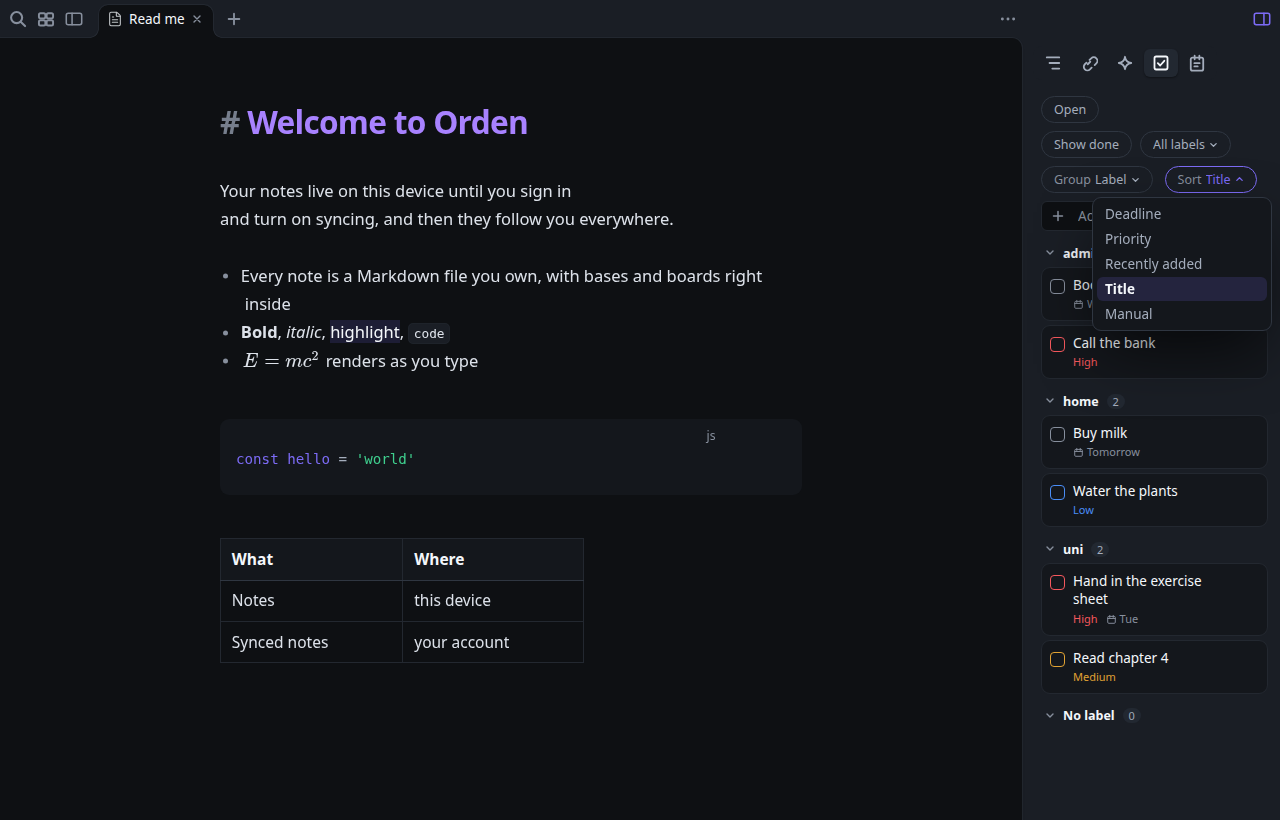 Read me
# Welcome to Orden
Your notes live on this device until you sign in
and turn on syncing, and then they follow you everywhere.
• Every note is a Markdown file you own, with bases and boards right
inside
• Bold, italic, highlight, code
• E = mc² renders as you type
js
const hello = 'world'
What Where
Notes this device
Synced notes your account
Open
Show done All labels
Group Label Sort Title
Deadline
Priority
Recently added
Title
Manual
Call the bank
High
home 2
Buy milk
Tomorrow
Water the plants
Low
uni 2
Hand in the exercise
sheet
High Tue
Read chapter 4
Medium
No label 0